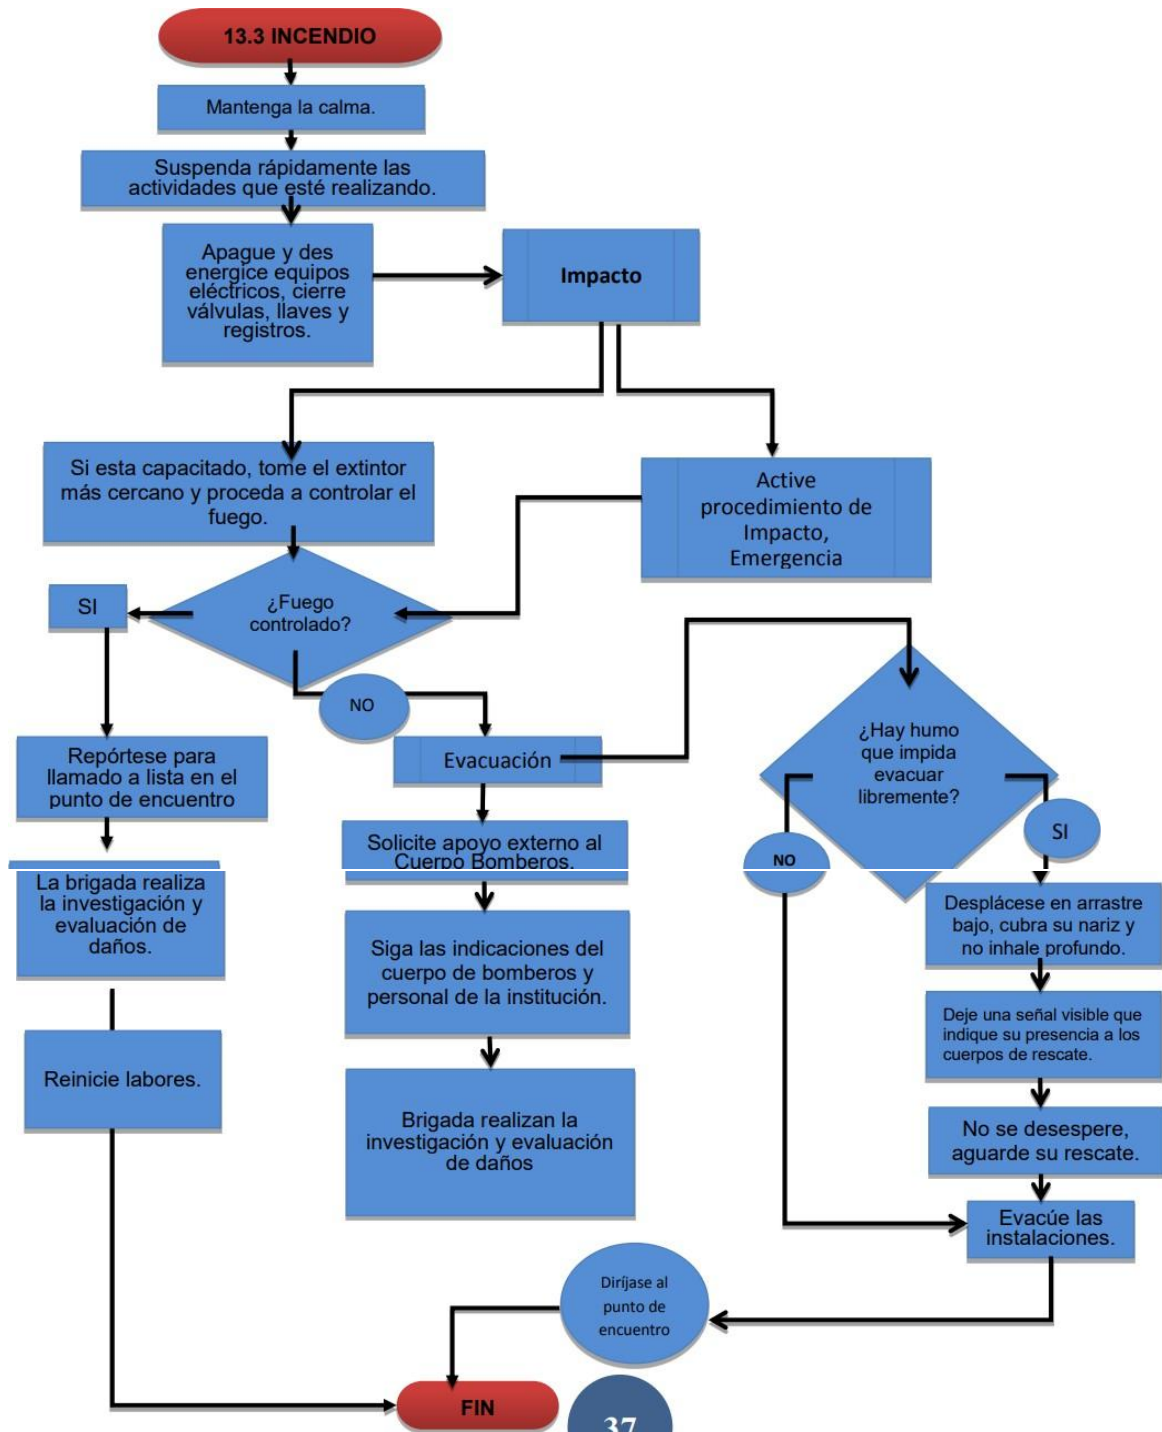 13.3 INCENDIO
Mantenga la calma.
Suspenda rápidamente las
actividades que esté realizando.
Apague y des
energice equipos
eléctricos, cierre
válvulas, llaves y
registros.
Impacto
Si esta capacitado, tome el extintor
más cercano y proceda a controlar el
fuego.
Active
procedimiento de
Impacto,
Emergencia
¿Fuego
controlado?
SI
NO
Repórtese para
llamado a lista en el
punto de encuentro
La brigada realiza
la investigación y
evaluación de
daños.
Reinicie labores.
Evacuación
Solicite apoyo externo al
Cuerpo Bomberos.
Siga las indicaciones del
cuerpo de bomberos y
personal de la institución.
Brigada realizan la
investigación y evaluación
de daños
¿Hay humo
que impida
evacuar
libremente?
NO
SI
Desplácese en arrastre
bajo, cubra su nariz y
no inhale profundo.
Deje una señal visible que
indique su presencia a los
cuerpos de rescate.
No se desespere,
aguarde su rescate.
Evacúe las
instalaciones.
Diríjase al
punto de
encuentro
FIN
37